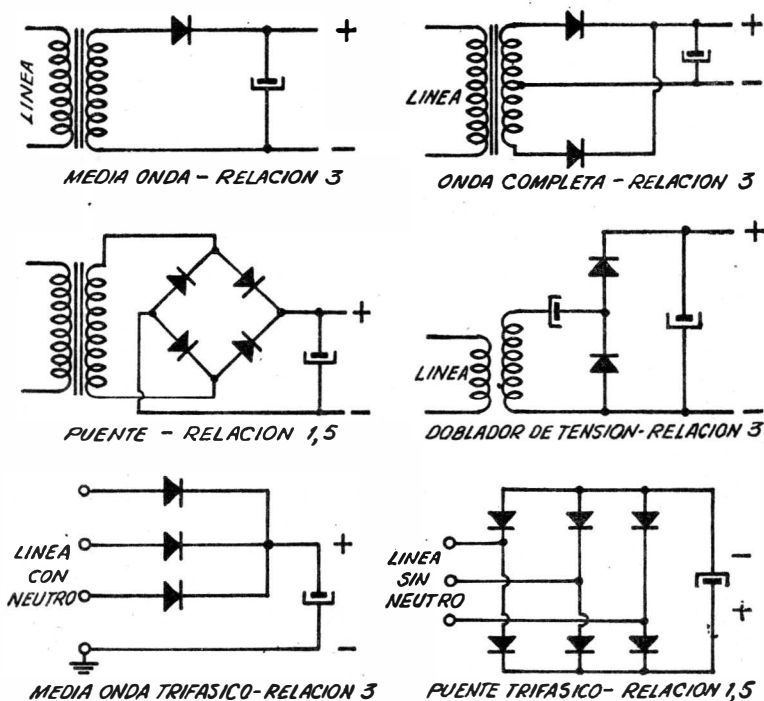 LINEA
+
-
MEDIA ONDA - RELACION 3
LINEA
+
-
ONDA COMPLETA - RELACION 3
+
-
PUENTE - RELACION 1,5
LINEA
+
-
DOBLADOR DE TENSION-RELACION 3
LINEA
CON
NEUTRO
+
-
MEDIA ONDA TRIFASICO-RELACION 3
LINEA
SIN
NEUTRO
-
+
PUENTE TRIFASICO- RELACION 1,5